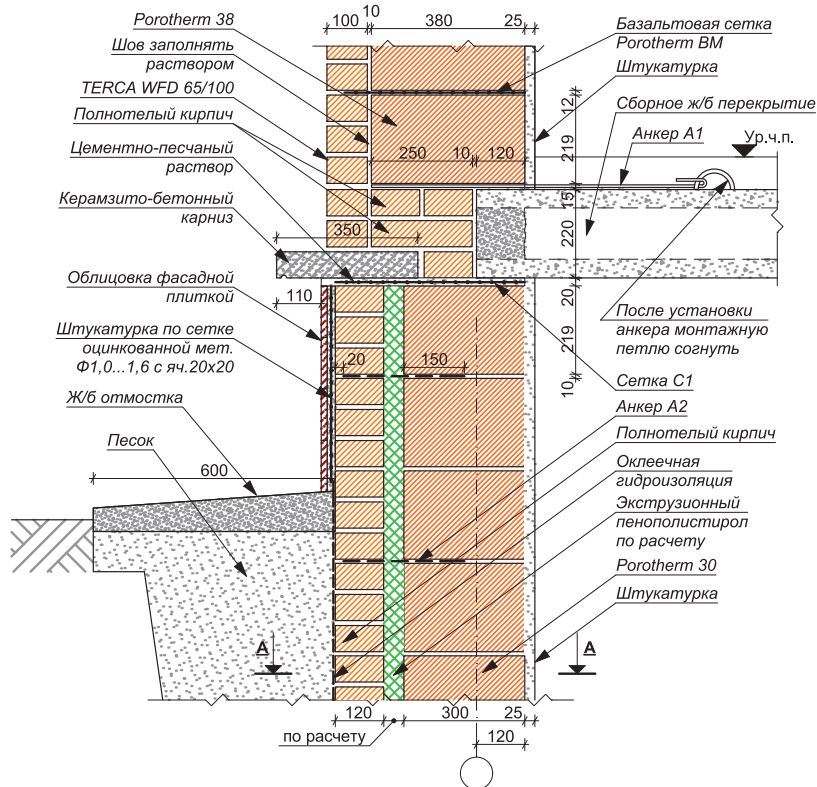 100
10
380
25
Porotherm 38
Шов заполнять
раствором
TERCA WFD 65/100
Полнотелый кирпич
Цементно-песчаный
раствор
Керамзито-бетонный
карниз
350
Облицовка фасадной
плиткой
110
Штукатурка по сетке
оцинкованной мет.
Ф1,0...1,6 с яч.20х20
Ж/б отмостка
Песок
600
250
10
120
20
150
Базальтовая сетка
Porotherm BM
Штукатурка
Сборное ж/б перекрытие
Анкер А1
Ур.ч.п.
12
219
15
220
20
219
10
После установки
анкера монтажную
петлю согнуть
Сетка С1
Анкер А2
Полнотелый кирпич
Оклеечная
гидроизоляция
Экструзионный
пенополистирол
по расчету
Porotherm 30
Штукатурка
А
А
120
300
25
по расчету
120